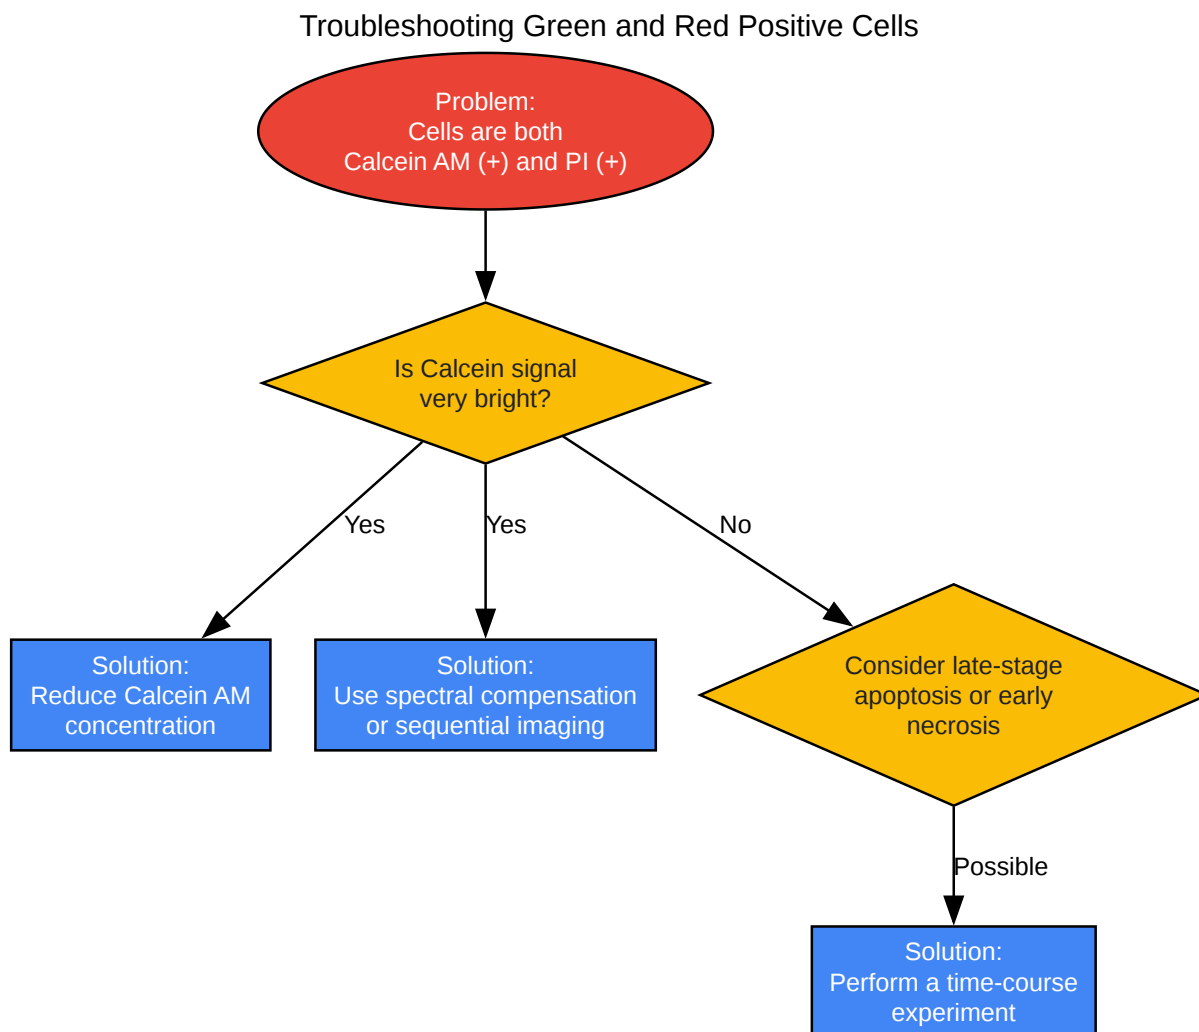 Troubleshooting Green and Red Positive Cells
Problem:
Cells are both
Calcein AM (+) and PI (+)
Is Calcein signal
very bright?
Yes
Yes
No
Solution:
Reduce Calcein AM
concentration
Solution:
Use spectral compensation
or sequential imaging
Consider late-stage
apoptosis or early
necrosis
Possible
Solution:
Perform a time-course
experiment